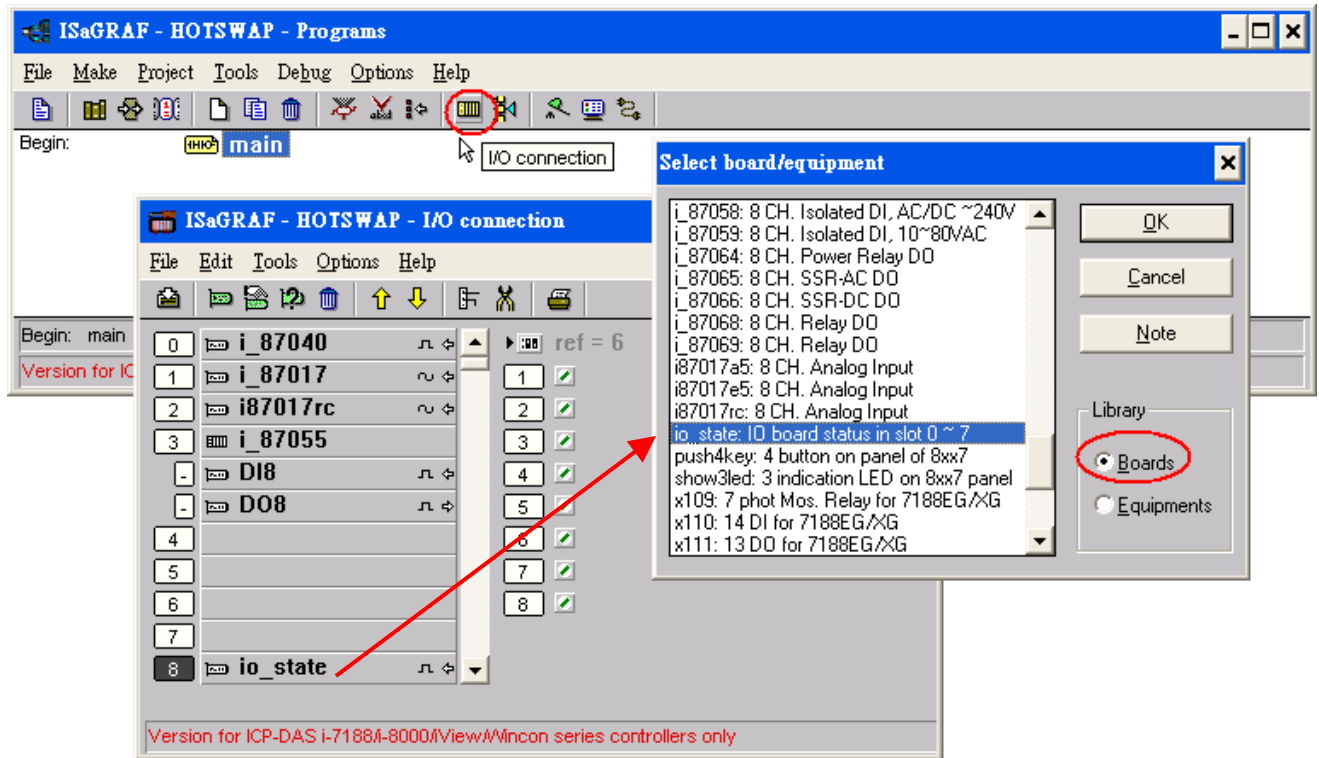 ISaGRAF - HOTSWAP - Programs
File Make Project Tools Debug Options Help
Begin: main
I/O connection
Begin: main
Version for IC
ISaGRAF - HOTSWAP - I/O connection
File Edit Tools Options Help
0 i_87040
1 i_87017
2 i87017rc
3 i_87055
- DI8
- DO8
4
5
6
7
8 io_state
ref = 6
1
2
3
4
5
6
7
8
Version for ICP-DAS i-7188/i-8000/iView/Wincon series controllers only
Select board/equipment
i_87058: 8 CH. Isolated DI, AC/DC ~240V
i_87059: 8 CH. Isolated DI, 10~80VAC
i_87064: 8 CH. Power Relay DO
i_87065: 8 CH. SSR-AC DO
i_87066: 8 CH. SSR-DC DO
i_87068: 8 CH. Relay DO
i_87069: 8 CH. Relay DO
i87017a5: 8 CH. Analog Input
i87017e5: 8 CH. Analog Input
i87017rc: 8 CH. Analog Input
io_state: IO board status in slot 0 ~ 7
push4key: 4 button on panel of 8xx7
show3led: 3 indication LED on 8xx7 panel
x109: 7 phot Mos. Relay for 7188EG/XG
x110: 14 DI for 7188EG/XG
x111: 13 DO for 7188EG/XG
OK
Cancel
Note
Library
Boards
Equipments